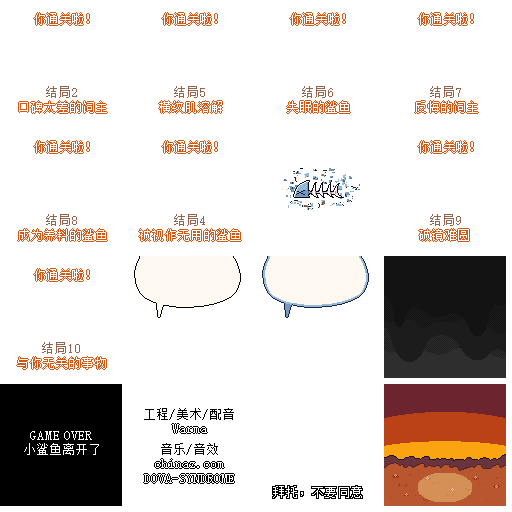 你通关啦!
你通关啦!
你通关啦!
你通关啦!
结局2
口碑太差的饲主
结局5
横纹肌溶解
结局6
失眠的鲨鱼
结局7
反悔的饲主
你通关啦!
你通关啦!
你通关啦!
结局8
成为养料的鲨鱼
结局4
被视作无用的鲨鱼
结局9
破镜难圆
你通关啦!
结局10
与你无关的事物
GAME OVER
小鲨鱼离开了
工程/美术/配音
Warma
音乐/音效
chinaz.com
DOVA-SYNDROME
拜托，不要同意